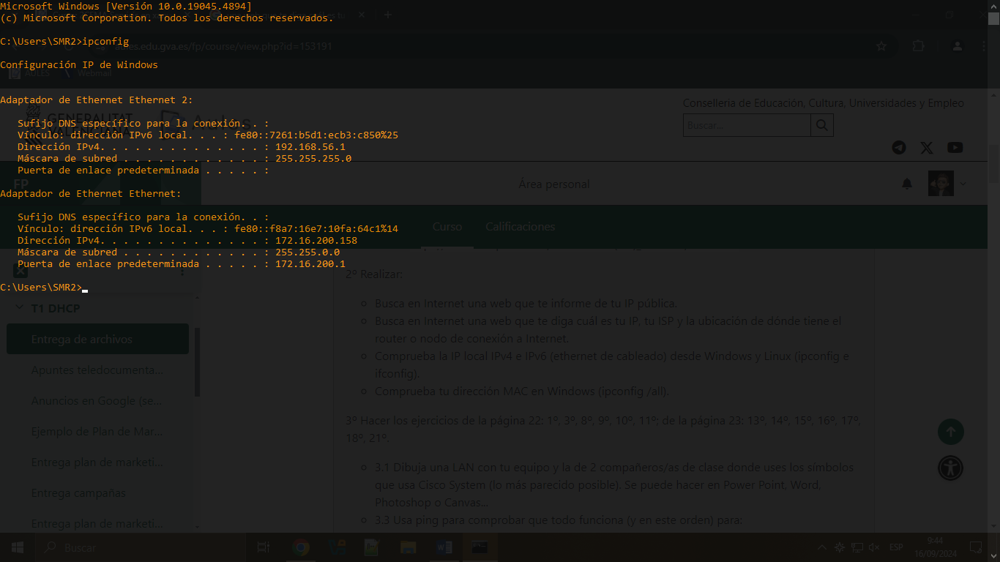 Microsoft Windows [Versión 10.0.19045.4894]
(c) Microsoft Corporation. Todos los derechos reservados.
C:\Users\SMR2>ipconfig
Configuración IP de Windows
Adaptador de Ethernet Ethernet 2:
Sufijo DNS específico para la conexión. . :
Vínculo: dirección IPv6 local. . . : fe80::7261:b5d1:ecb3:c850%25
Dirección IPv4. . . . . . . . . . . . . . : 192.168.56.1
Máscara de subred . . . . . . . . . . . . : 255.255.255.0
Puerta de enlace predeterminada . . . . . :
Adaptador de Ethernet Ethernet:
Sufijo DNS específico para la conexión. . :
Vínculo: dirección IPv6 local. . . : fe80::f8a7:16e7:10fa:64c1%14
Dirección IPv4. . . . . . . . . . . . . . : 172.16.200.158
Máscara de subred . . . . . . . . . . . . : 255.255.0.0
Puerta de enlace predeterminada . . . . . : 172.16.200.1
C:\Users\SMR2>
aules.edu.gva.es/fp/course/view.php?id=153191
AULES
Webmail
GENERALITAT
VALENCIANA
Aules
Conselleria de Educación, Cultura, Universidades y Empleo
Buscar...
FP
Área personal
Curso
Calificaciones
T1 DHCP
Entrega de archivos
Apuntes teledocumenta...
Anuncios en Google (se...
Ejemplo de Plan de Mar...
Entrega plan de marketi...
Entrega campañas
Entrega plan de marketi...
2º Realizar:
Busca en Internet una web que te informe de tu IP pública.
Busca en Internet una web que te diga cuál es tu IP, tu ISP y la ubicación de dónde tiene el
router o nodo de conexión a Internet.
Comprueba la IP local IPv4 e IPv6 (ethernet de cableado) desde Windows y Linux (ipconfig e
ifconfig).
Comprueba tu dirección MAC en Windows (ipconfig /all).
3º Hacer los ejercicios de la página 22: 1º, 3º, 8º, 9º, 10º, 11º; de la página 23: 13º, 14º, 15º, 16º, 17º,
18º, 21º.
3.1 Dibuja una LAN con tu equipo y la de 2 compañeros/as de clase donde uses los símbolos
que usa Cisco System (lo más parecido posible). Se puede hacer en Power Point, Word,
Photoshop o Canvas...
3.3 Usa ping para comprobar que todo funciona (y en este orden) para:
Buscar
ESP
9:44
16/09/2024